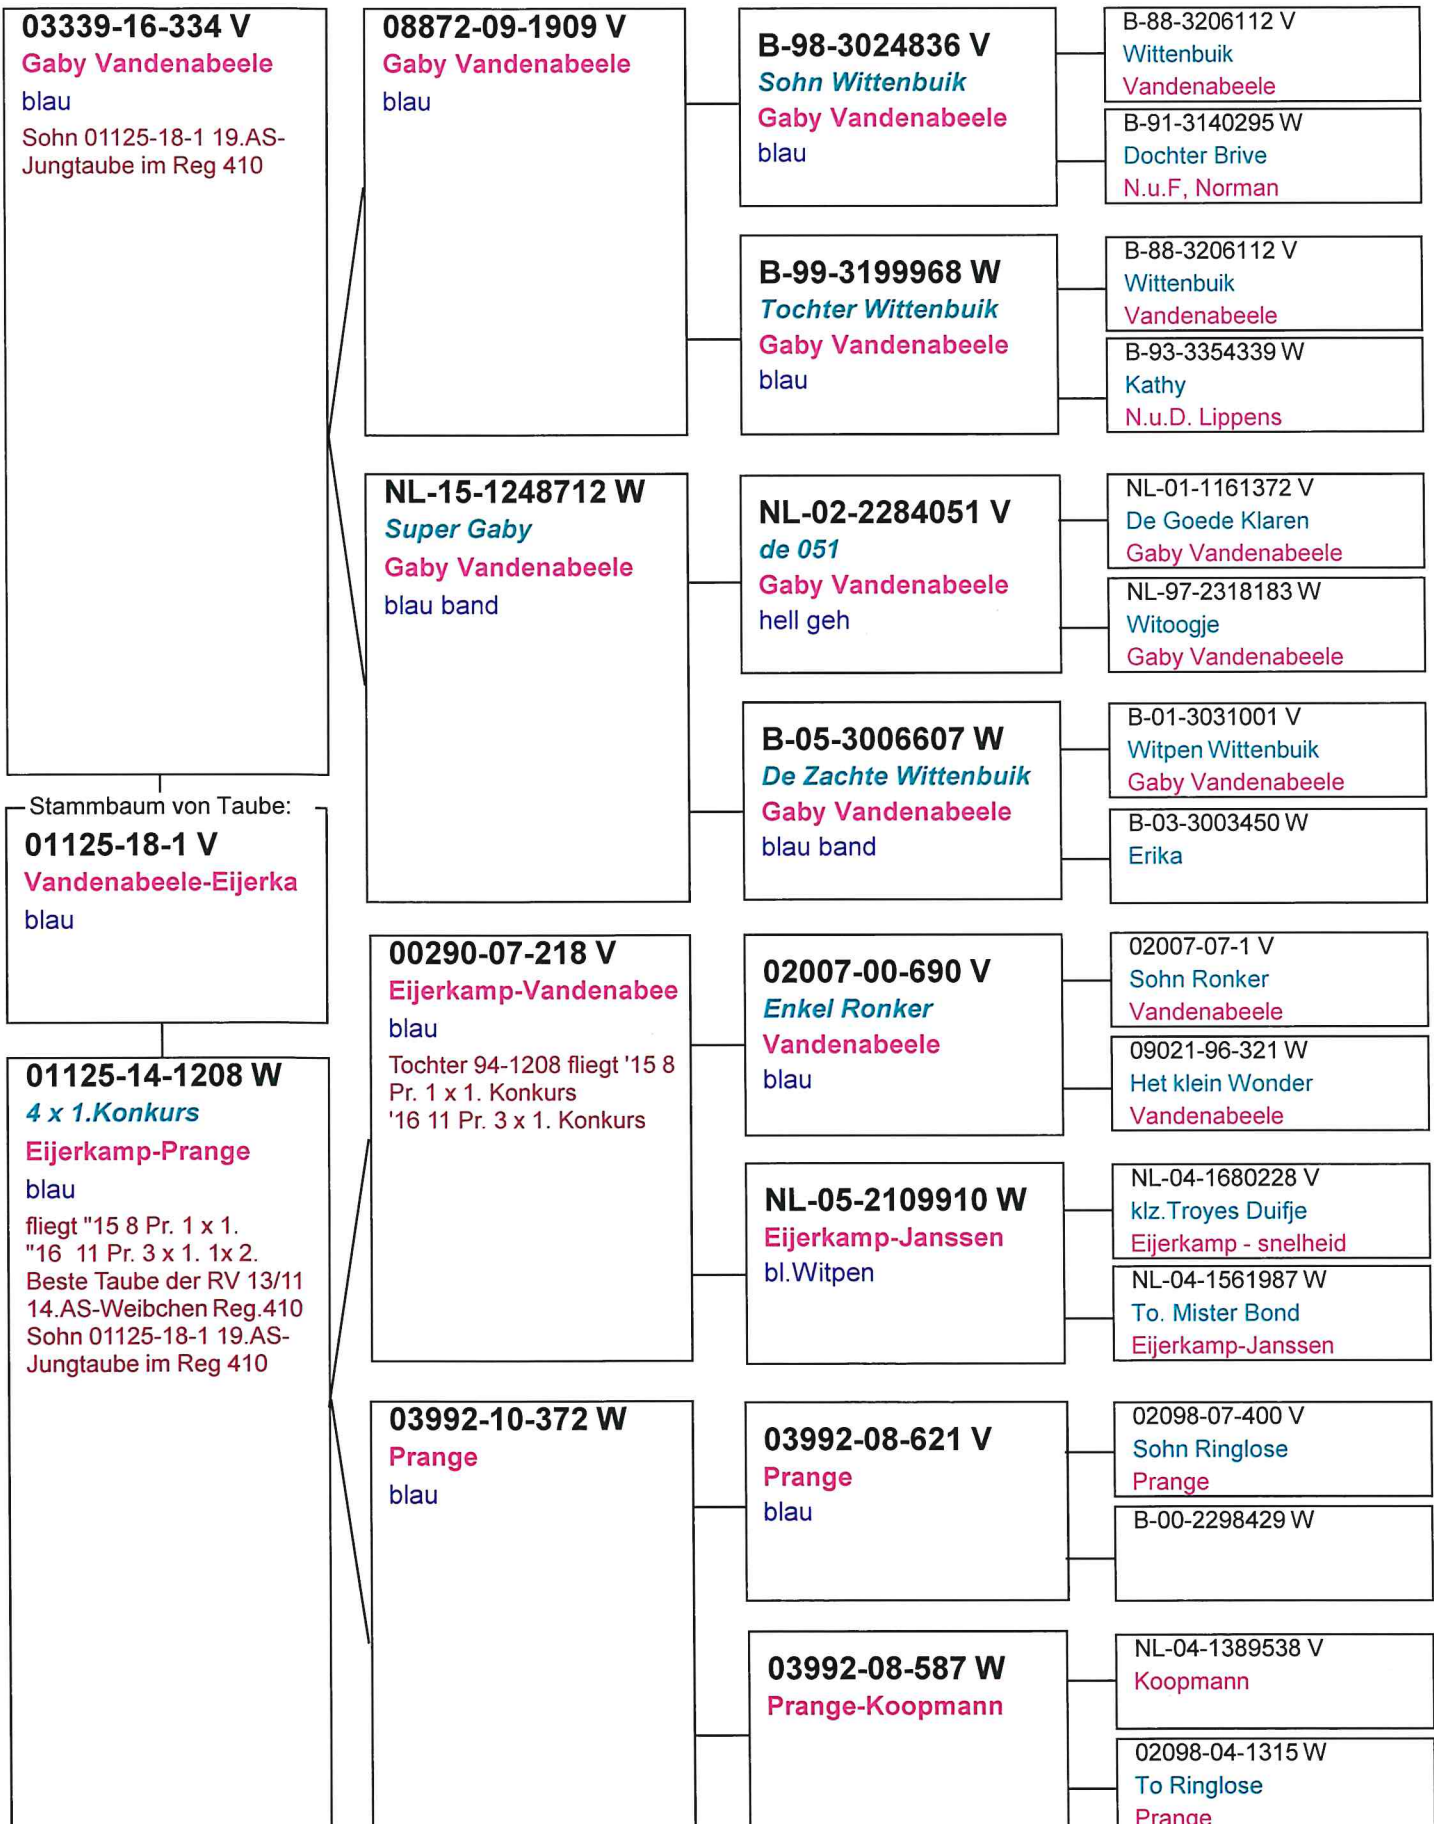 03339-16-334 V
Gaby Vandenabeele
blau
Sohn 01125-18-1 19.AS-
Jungtaube im Reg 410
Stammbaum von Taube:
01125-18-1 V
Vandenabeele-Eijerka
blau
01125-14-1208 W
4 x 1.Konkurs
Eijerkamp-Prange
blau
fliegt "15 8 Pr. 1 x 1.
"16 11 Pr. 3 x 1. 1x 2.
Beste Taube der RV 13/11
14.AS-Weibchen Reg.410
Sohn 01125-18-1 19.AS-
Jungtaube im Reg 410
08872-09-1909 V
Gaby Vandenabeele
blau
NL-15-1248712 W
Super Gaby
Gaby Vandenabeele
blau band
00290-07-218 V
Eijerkamp-Vandenabee
blau
Tochter 94-1208 fliegt '15 8
Pr. 1 x 1. Konkurs
'16 11 Pr. 3 x 1. Konkurs
03992-10-372 W
Prange
blau
B-98-3024836 V
Sohn Wittenbuik
Gaby Vandenabeele
blau
B-99-3199968 W
Tochter Wittenbuik
Gaby Vandenabeele
blau
NL-02-2284051 V
de 051
Gaby Vandenabeele
hell geh
B-05-3006607 W
De Zachte Wittenbuik
Gaby Vandenabeele
blau band
02007-00-690 V
Enkel Ronker
Vandenabeele
blau
NL-05-2109910 W
Eijerkamp-Janssen
bl.Witpen
03992-08-621 V
Prange
blau
03992-08-587 W
Prange-Koopmann
B-88-3206112 V
Wittenbuik
Vandenabeele
B-91-3140295 W
Dochter Brive
N.u.F, Norman
B-88-3206112 V
Wittenbuik
Vandenabeele
B-93-3354339 W
Kathy
N.u.D. Lippens
NL-01-1161372 V
De Goede Klaren
Gaby Vandenabeele
NL-97-2318183 W
Witoogje
Gaby Vandenabeele
B-01-3031001 V
Witpen Wittenbuik
Gaby Vandenabeele
B-03-3003450 W
Erika
02007-07-1 V
Sohn Ronker
Vandenabeele
09021-96-321 W
Het klein Wonder
Vandenabeele
NL-04-1680228 V
klz.Troyes Duifje
Eijerkamp - snelheid
NL-04-1561987 W
To. Mister Bond
Eijerkamp-Janssen
02098-07-400 V
Sohn Ringlose
Prange
B-00-2298429 W
NL-04-1389538 V
Koopmann
02098-04-1315 W
To Ringlose
Prange